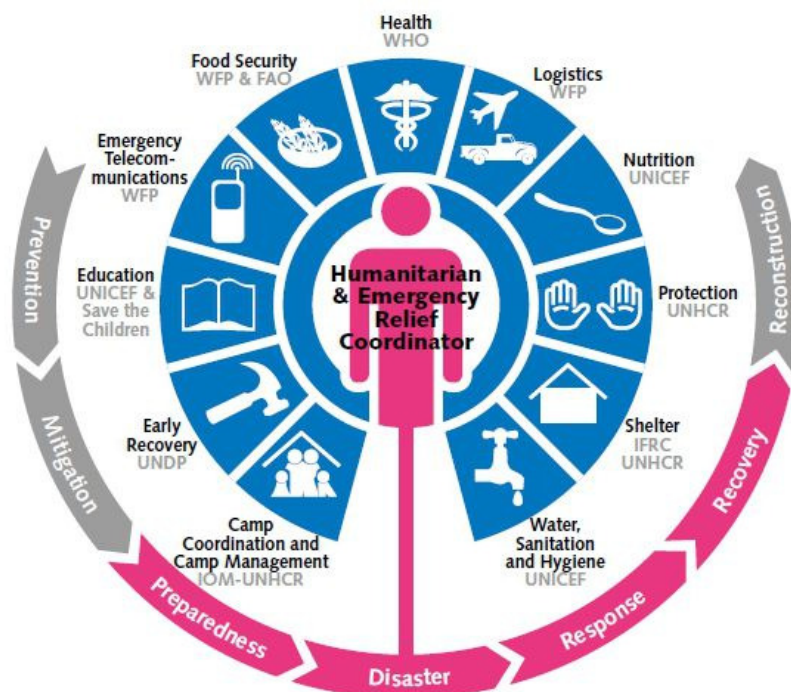 Health
WHO
Food Security
WFP & FAO
Logistics
WFP
Emergency
Telecom-
munications
WFP
Nutrition
UNICEF
Education
UNICEF &
Save the
Children
Protection
UNHCR
Humanitarian
& Emergency
Relief
Coordinator
Early
Recovery
UNDP
Shelter
IFRC
UNHCR
Camp
Coordination and
Camp Management
IOM-UNHCR
Water,
Sanitation
and Hygiene
UNICEF
Prevention
Mitigation
Preparedness
Disaster
Response
Recovery
Reconstruction